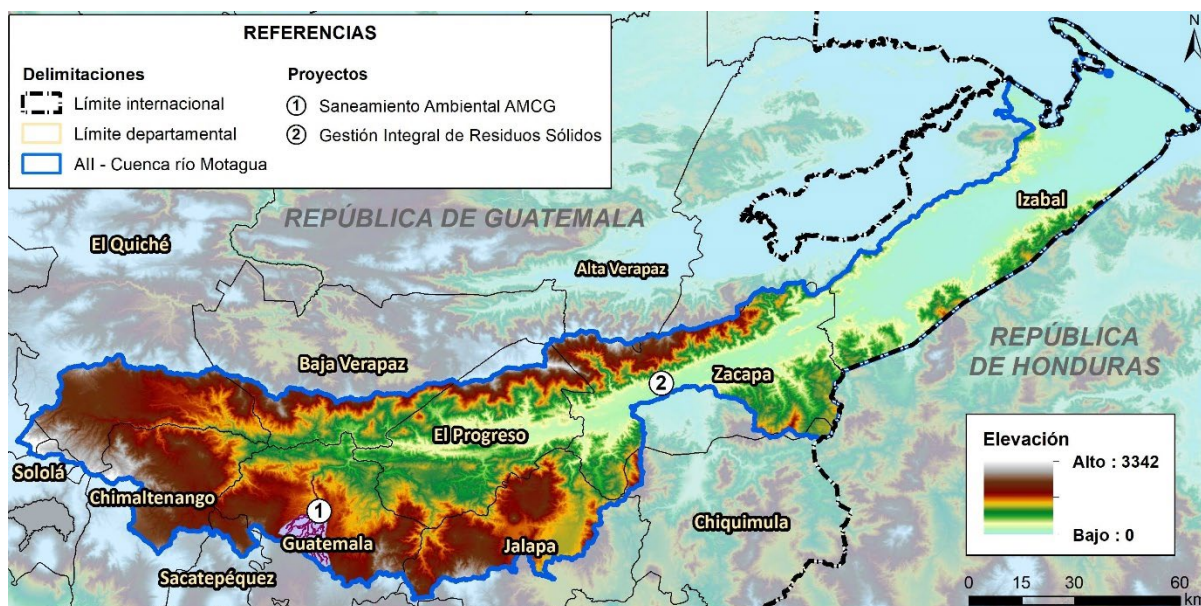 REFERENCIAS
Delimitaciones
Límite internacional
Límite departamental
AII - Cuenca río Motagua
Proyectos
1 Saneamiento Ambiental AMCG
2 Gestión Integral de Residuos Sólidos
N
Izabal
REPÚBLICA DE GUATEMALA
El Quiché
Alta Verapaz
REPÚBLICA
DE HONDURAS
Baja Verapaz
Zacapa
2
El Progreso
Sololá
Chimaltenango
1
Guatemala
Jalapa
Chiquimula
Sacatepéquez
Elevación
Alto : 3342
Bajo : 0
0 15 30 60
km